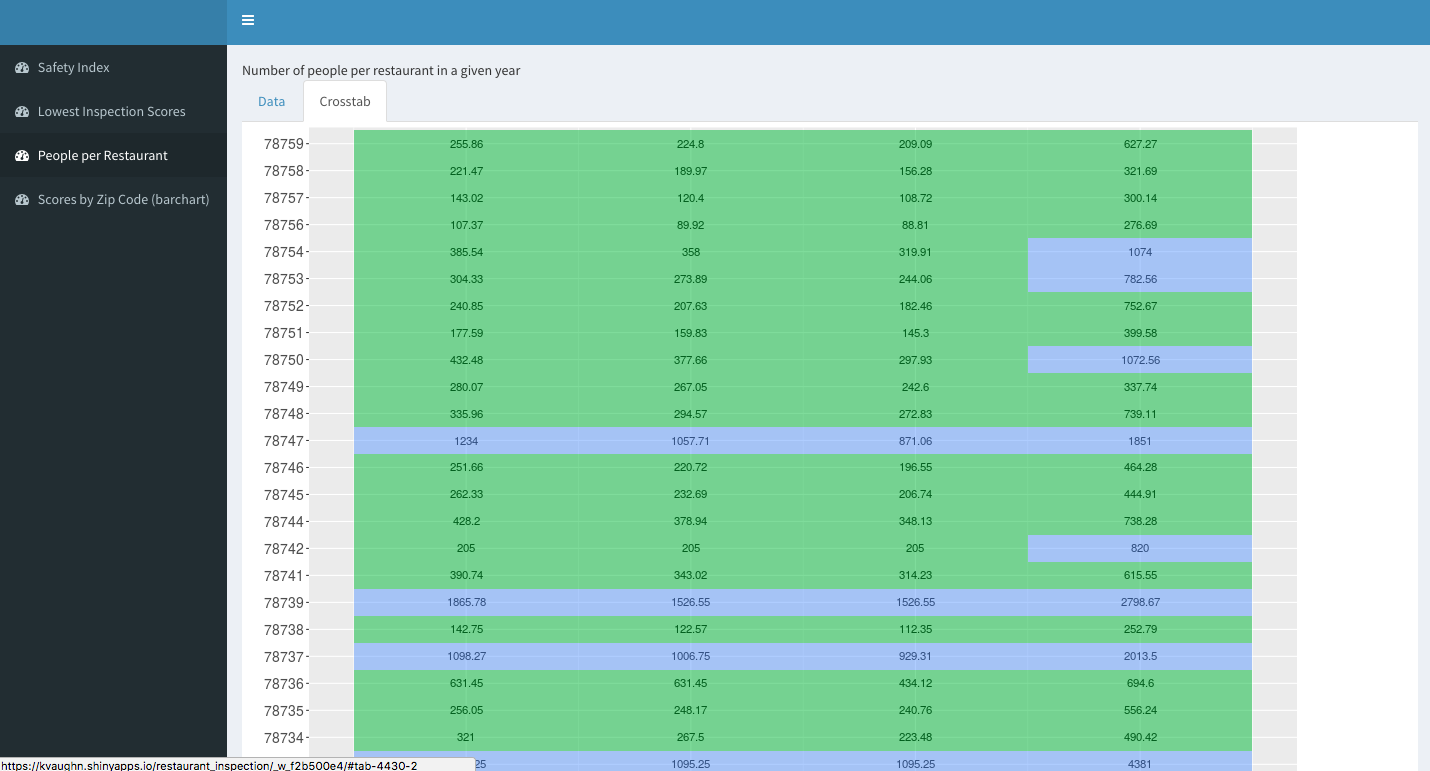 Safety Index
Lowest Inspection Scores
People per Restaurant
Scores by Zip Code (barchart)
Number of people per restaurant in a given year
Data Crosstab
78759 255.86 224.8 209.09 627.27
78758 221.47 189.97 156.28 321.69
78757 143.02 120.4 108.72 300.14
78756 107.37 89.92 88.81 276.69
78754 385.54 358 319.91 1074
78753 304.33 273.89 244.06 782.56
78752 240.85 207.63 182.46 752.67
78751 177.59 159.83 145.3 399.58
78750 432.48 377.66 297.93 1072.56
78749 280.07 267.05 242.6 337.74
78748 335.96 294.57 272.83 739.11
78747 1234 1057.71 871.06 1851
78746 251.66 220.72 196.55 464.28
78745 262.33 232.69 206.74 444.91
78744 428.2 378.94 348.13 738.28
78742 205 205 205 820
78741 390.74 343.02 314.23 615.55
78739 1865.78 1526.55 1526.55 2798.67
78738 142.75 122.57 112.35 252.79
78737 1098.27 1006.75 929.31 2013.5
78736 631.45 631.45 434.12 694.6
78735 256.05 248.17 240.76 556.24
78734 321 267.5 223.48 490.42
25 1095.25 1095.25 4381
https://kvaughn.shinyapps.io/restaurant_inspection/_w_f2b500e4/#tab-4430-2